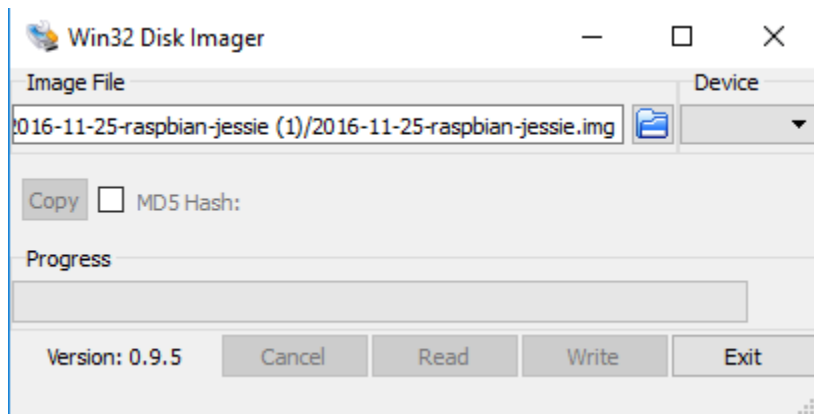 Win32 Disk Imager
Image File
Device
2016-11-25-raspbian-jessie (1)/2016-11-25-raspbian-jessie.img
Copy
MD5 Hash:
Progress
Version: 0.9.5
Cancel
Read
Write
Exit